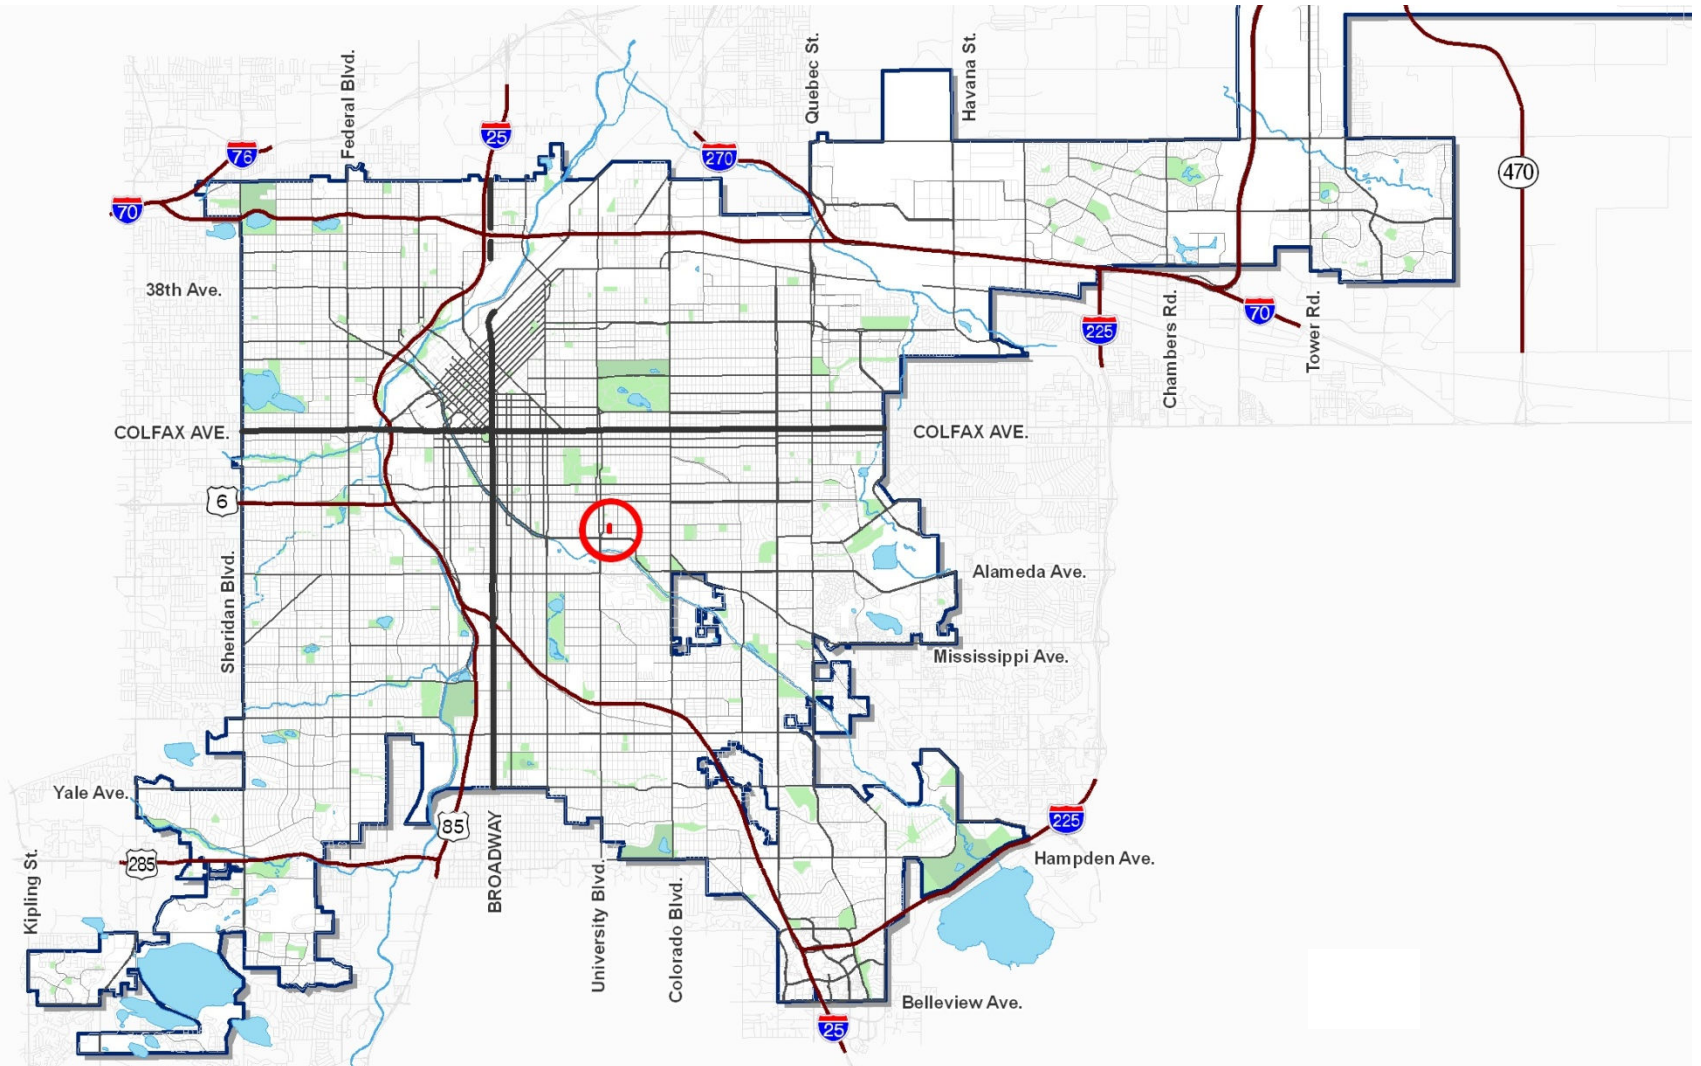 Federal Blvd.
Quebec St.
Havana St.
25
76
270
470
70
38th Ave.
225
Chambers Rd.
70
Tower Rd.
COLFAX AVE.
COLFAX AVE.
6
Sheridan Blvd.
Alameda Ave.
Mississippi Ave.
Yale Ave.
85
225
285
Hampden Ave.
Kipling St.
BROADWAY
University Blvd.
Colorado Blvd.
Belleview Ave.
25